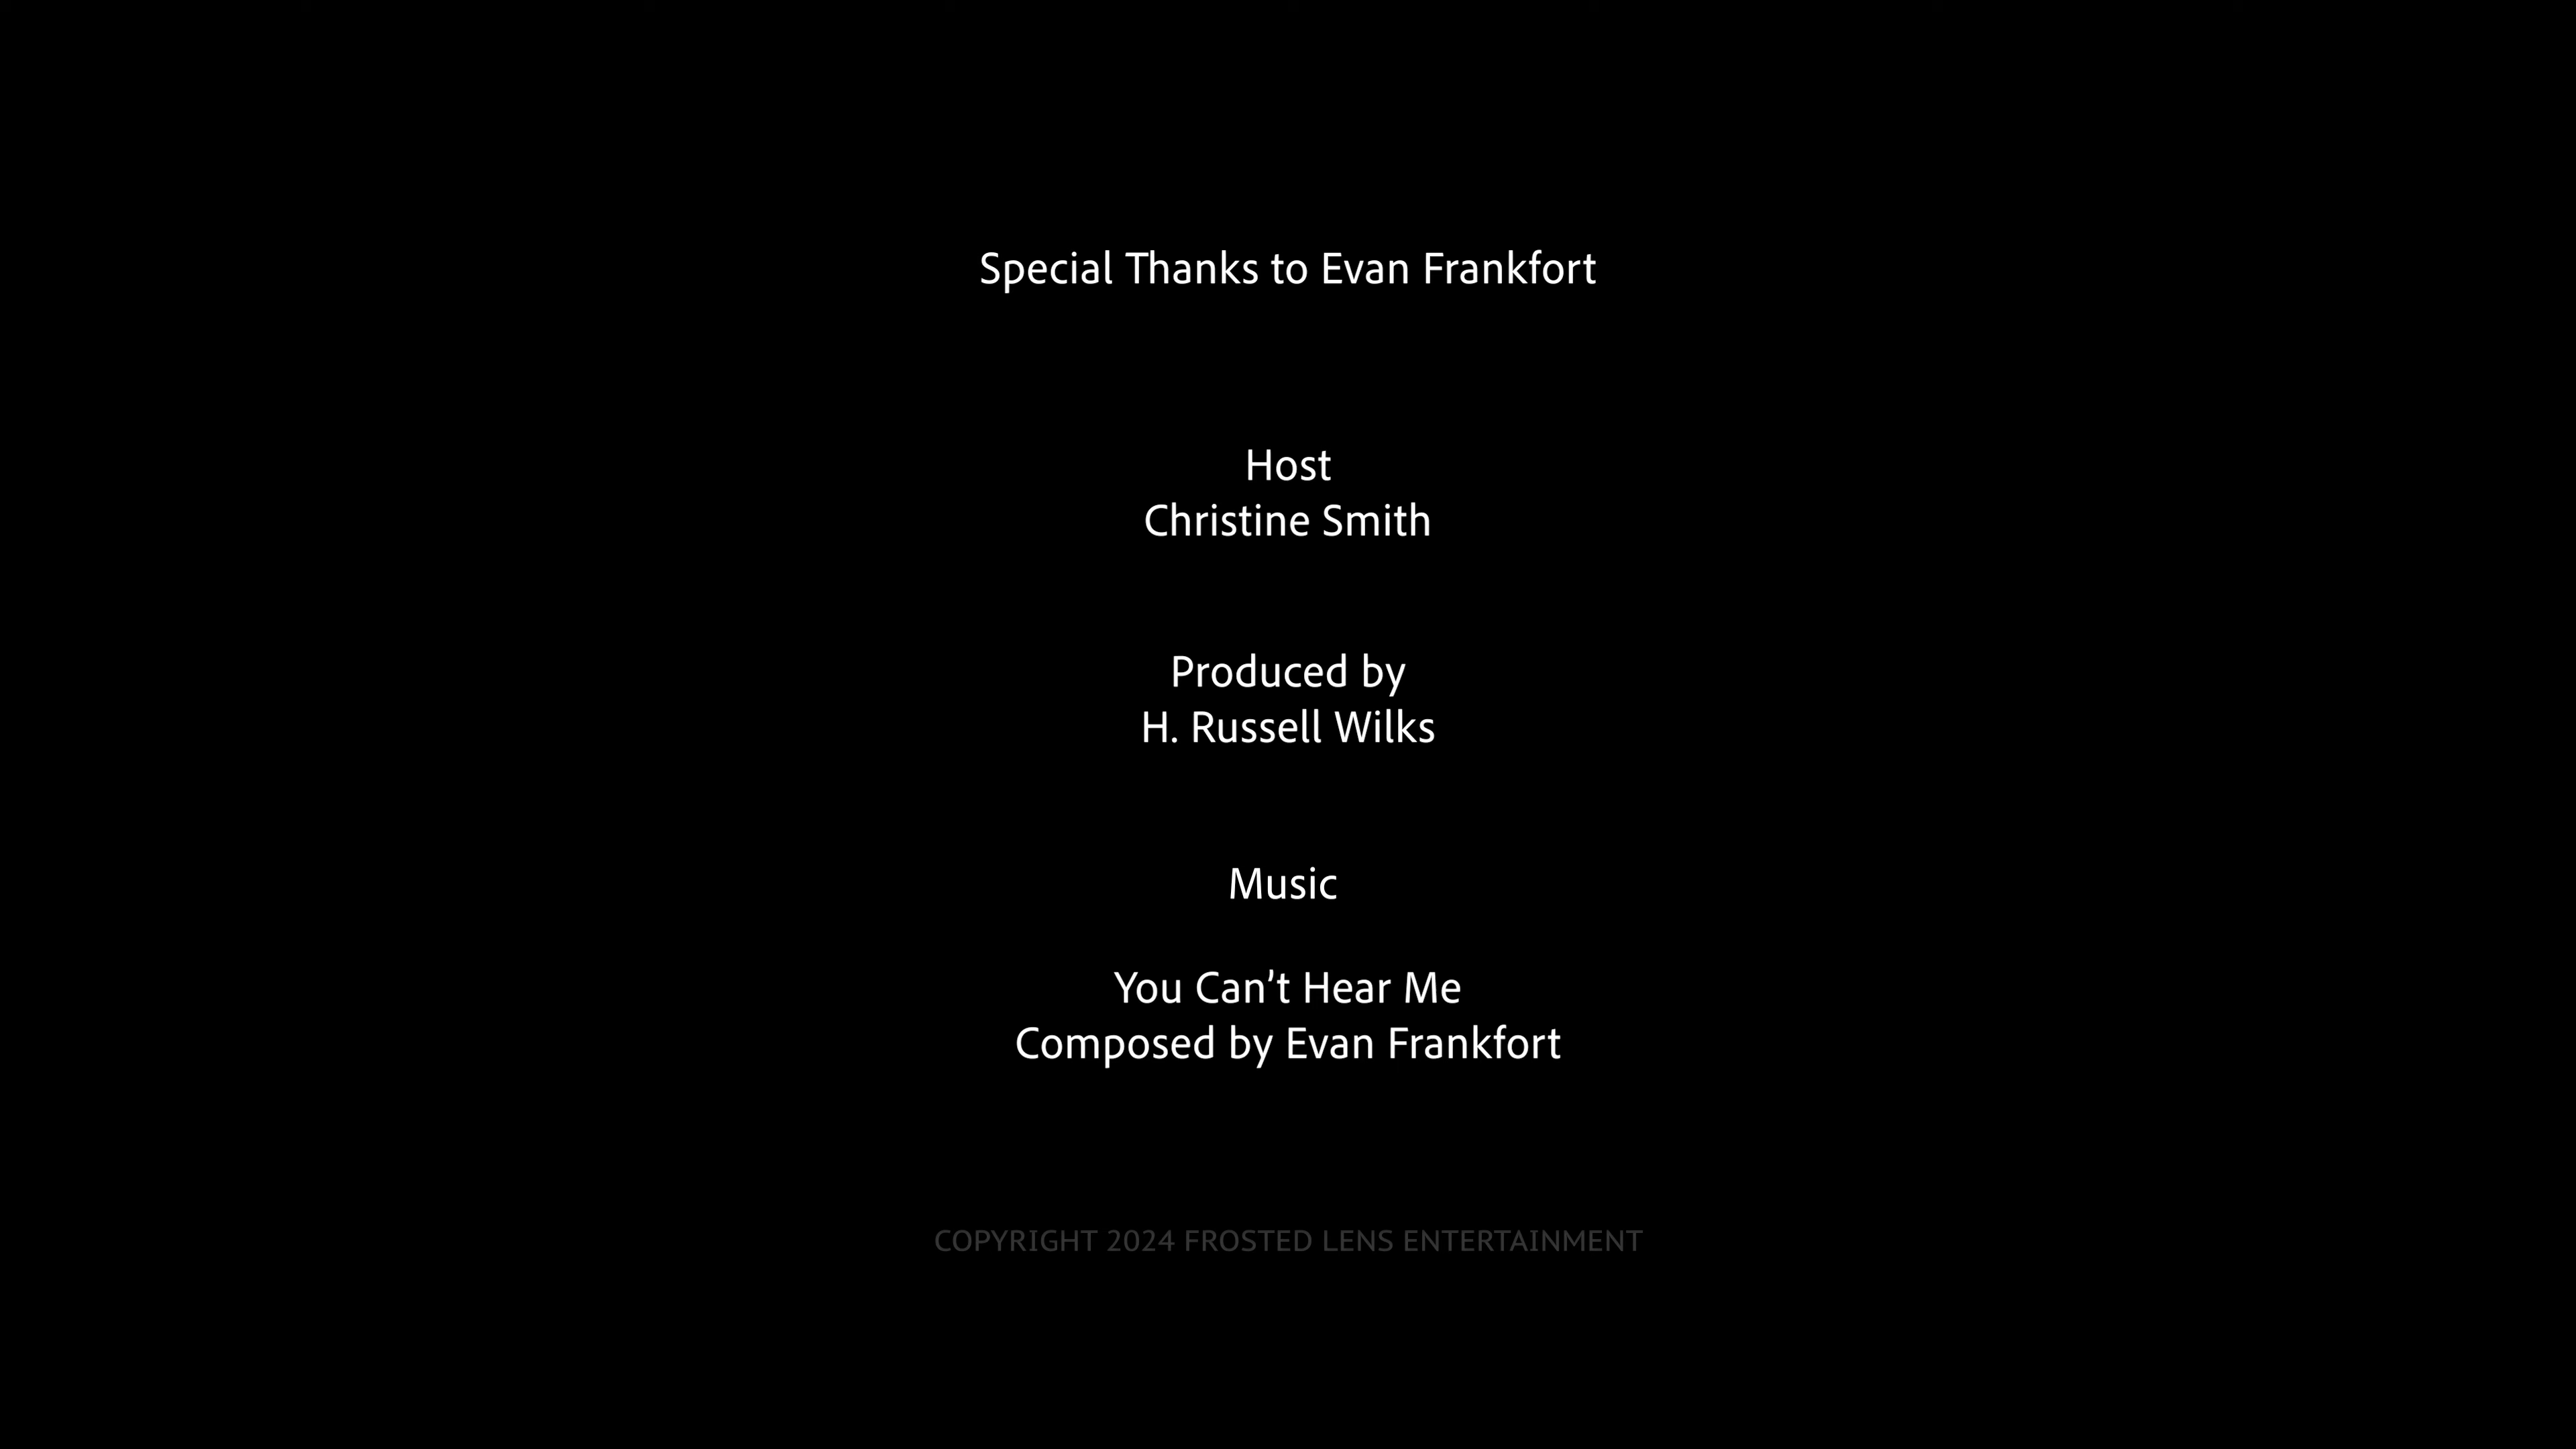 Special Thanks to Evan Frankfort
Host
Christine Smith
Produced by
H. Russell Wilks
Music
You Can’t Hear Me
Composed by Evan Frankfort
COPYRIGHT 2024 FROSTED LENS ENTERTAINMENT